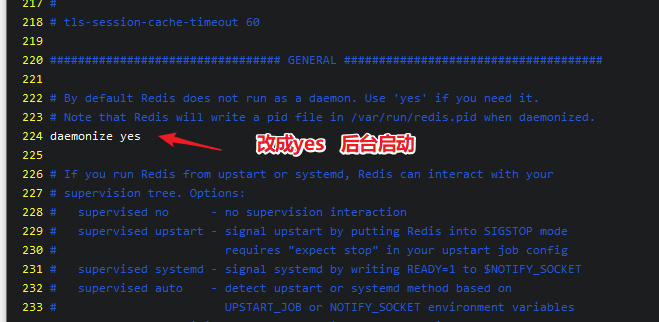 217 #
218 # tls-session-cache-timeout 60
219
220 ################################# GENERAL #####################################
221
222 # By default Redis does not run as a daemon. Use 'yes' if you need it.
223 # Note that Redis will write a pid file in /var/run/redis.pid when daemonized.
224 daemonize yes
改成yes 后台启动
225
226 # If you run Redis from upstart or systemd, Redis can interact with your
227 # supervision tree. Options:
228 #   supervised no      - no supervision interaction
229 #   supervised upstart - signal upstart by putting Redis into SIGSTOP mode
230 #                        requires "expect stop" in your upstart job config
231 #   supervised systemd - signal systemd by writing READY=1 to $NOTIFY_SOCKET
232 #   supervised auto    - detect upstart or systemd method based on
233 #                        UPSTART_JOB or NOTIFY_SOCKET environment variables